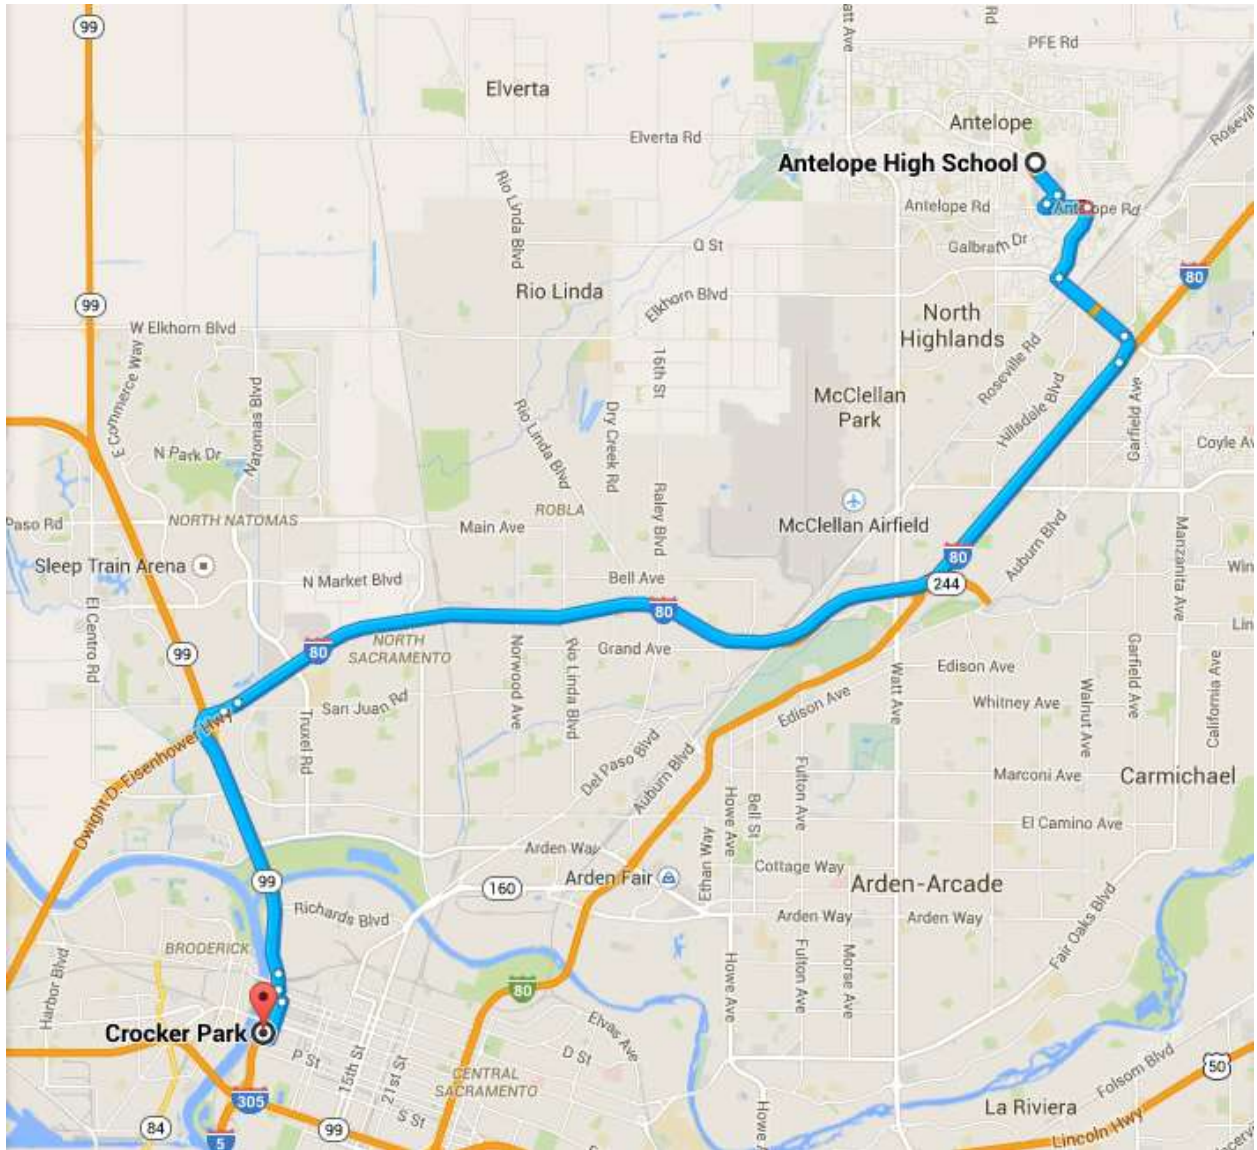 99
att Ave
Rd
PFE Rd
Elverta
Antelope
Elverta Rd
Roseville
Antelope High School
Rio Linda Blvd
Antelope Rd
Antelope Rd
Q St
Galbrath Dr
80
Rio Linda
Elkhorn Blvd
99
North
Highlands
W Elkhorn Blvd
E Commerce Way
16th St
Roseville Rd
Natomas Blvd
McClellan
Park
Hillsdale Blvd
Garfield Ave
Rio Linda Blvd
Dry Creek Rd
N Park Dr
Coyle Av
Raley Blvd
ROBLA
Paso Rd
NORTH NATOMAS
Main Ave
McClellan Airfield
Auburn Blvd
Manzanita Ave
80
Sleep Train Arena
N Market Blvd
Bell Ave
244
Win
El Centro Rd
80
Lin
99
80
NORTH
SACRAMENTO
Norwood Ave
Rio Linda Blvd
Grand Ave
Garfield Ave
Edison Ave
Watt Ave
California Ave
San Juan Rd
Edison Ave
Whitney Ave
Walnut Ave
Truxel Rd
Dwight D. Eisenhower Hwy
Del Paso Blvd
Auburn Blvd
Fulton Ave
Marconi Ave
Carmichael
Howe Ave
Bell St
El Camino Ave
Arden Way
Ethan Way
Cottage Way
99
160
Arden Fair
Arden-Arcade
Richards Blvd
Arden Way
Arden Way
Fair Oaks Blvd
BRODERICK
Harbor Blvd
Howe Ave
Fulton Ave
Morse Ave
80
Crocker Park
Elvas Ave
P St
15th St
21st St
D St
CENTRAL
SACRAMENTO
Folsom Blvd
50
305
S St
La Riviera
84
5
99
Howe A
Lincoln Hwy